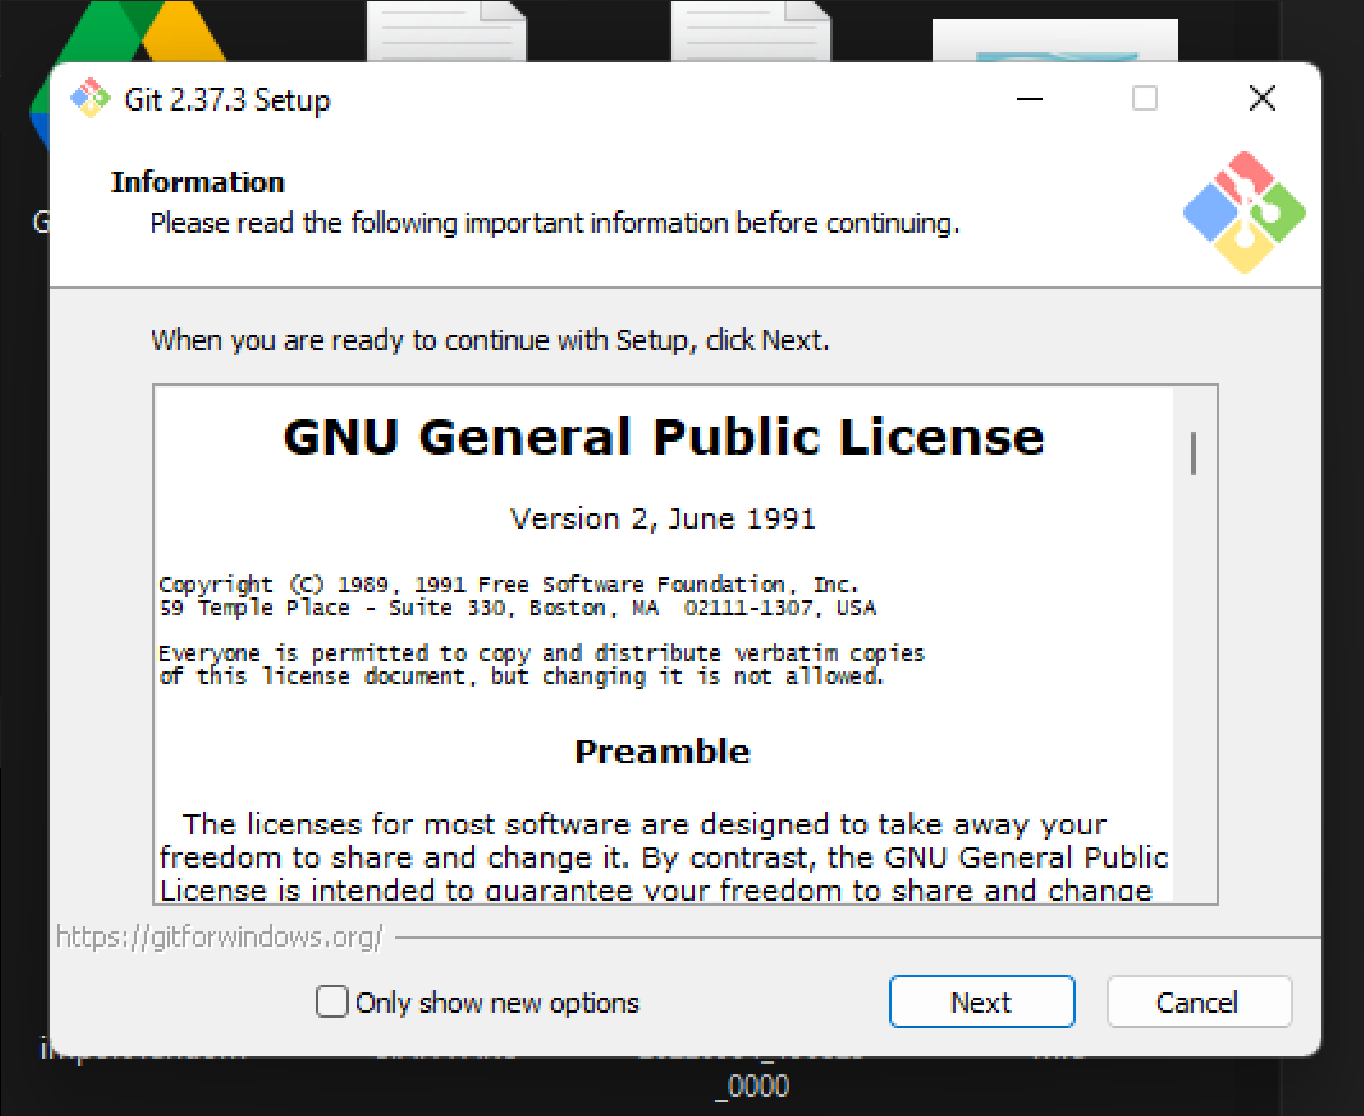 Git 2.37.3 Setup
Information
Please read the following important information before continuing.
When you are ready to continue with Setup, click Next.
GNU General Public License
Version 2, June 1991
Copyright (C) 1989, 1991 Free Software Foundation, Inc.
59 Temple Place - Suite 330, Boston, MA  02111-1307, USA
Everyone is permitted to copy and distribute verbatim copies
of this license document, but changing it is not allowed.
Preamble
The licenses for most software are designed to take away your
freedom to share and change it. By contrast, the GNU General Public
License is intended to guarantee your freedom to share and change
https://gitforwindows.org/
Only show new options
Next
Cancel
_0000